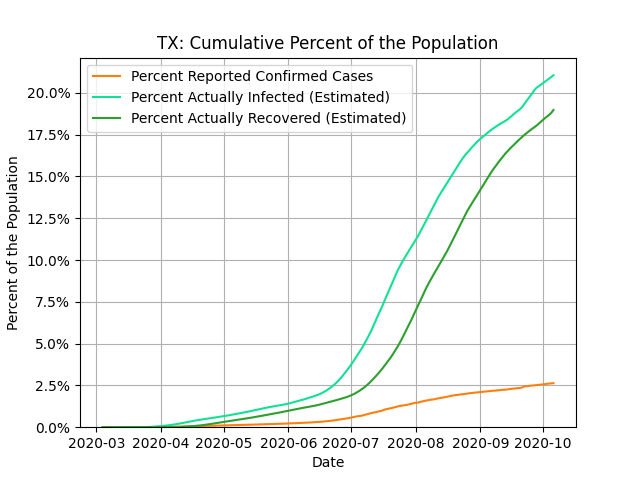 TX: Cumulative Percent of the Population
Percent Reported Confirmed Cases
Percent Actually Infected (Estimated)
Percent Actually Recovered (Estimated)
Percent of the Population
20.0%
17.5%
15.0%
12.5%
10.0%
7.5%
5.0%
2.5%
0.0%
2020-03 2020-04 2020-05 2020-06 2020-07 2020-08 2020-09 2020-10
Date